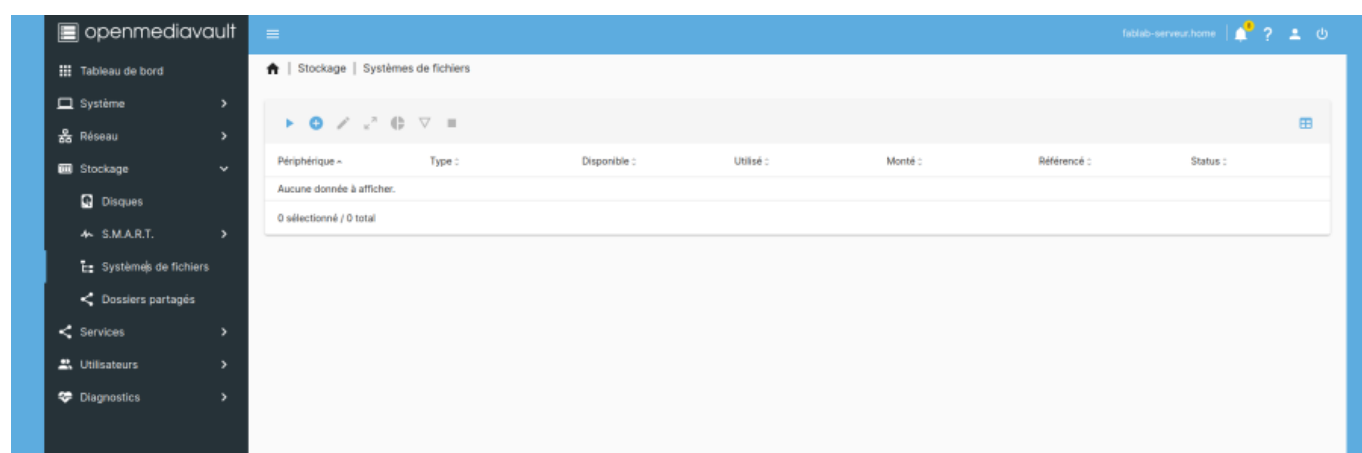 openmediavault
fablab-serveur.home
?
Tableau de bord
Système
Réseau
Stockage
Disques
S.M.A.R.T.
Systèmes de fichiers
Dossiers partagés
Services
Utilisateurs
Diagnostics
| Stockage | Systèmes de fichiers
Périphérique Type Disponible Utilisé Monté Référencé Status
Aucune donnée à afficher.
0 sélectionné / 0 total